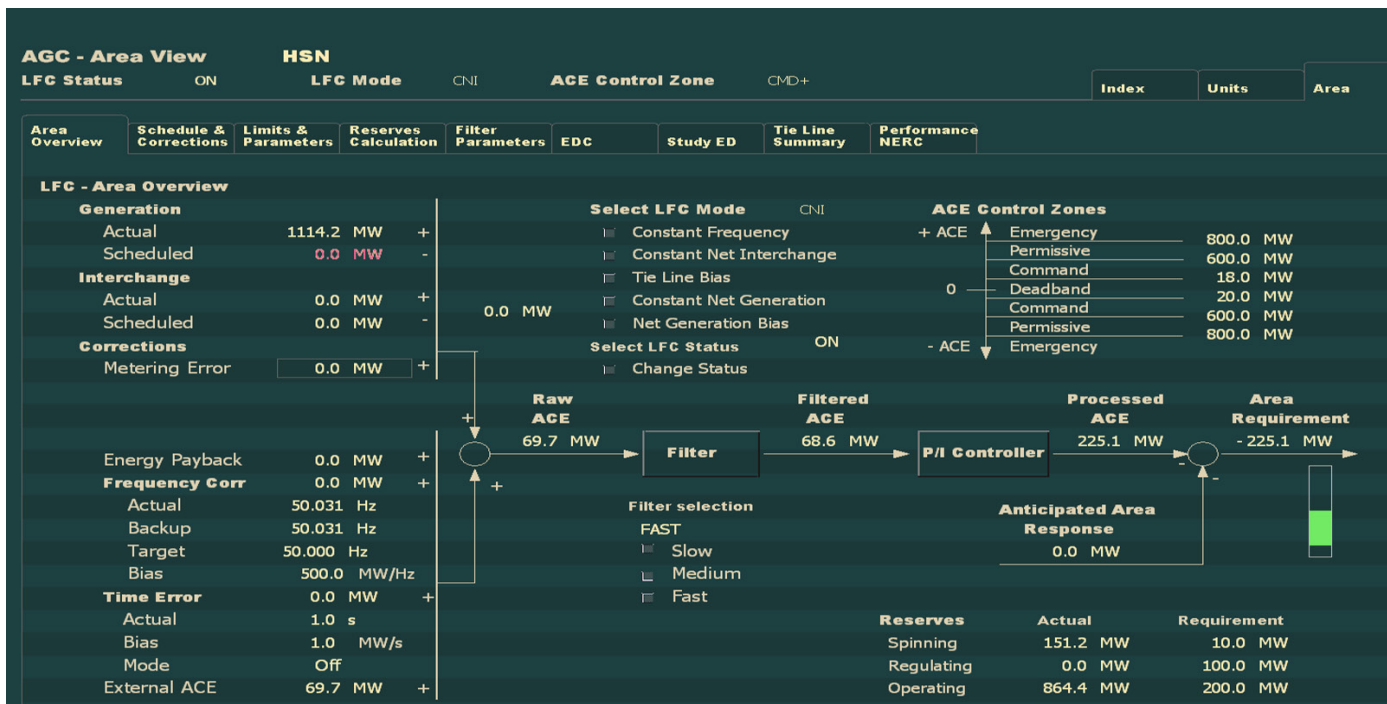 AGC - Area View HSN
LFC Status ON LFC Mode CNI ACE Control Zone CMD+
Index Units Area
Area Overview
Schedule & Corrections
Limits & Parameters
Reserves Calculation
Filter Parameters
EDC
Study ED
Tie Line Summary
Performance NERC
LFC - Area Overview
Generation
Actual 1114.2 MW +
Scheduled 0.0 MW -
Interchange
Actual 0.0 MW +
Scheduled 0.0 MW -
0.0 MW
Corrections
Metering Error 0.0 MW +
Select LFC Mode CNI
Constant Frequency
Constant Net Interchange
Tie Line Bias
Constant Net Generation
Net Generation Bias
Select LFC Status ON
Change Status
ACE Control Zones
+ ACE Emergency
800.0 MW
Permissive
600.0 MW
Command
18.0 MW
0 Deadband
20.0 MW
Command
600.0 MW
Permissive
800.0 MW
- ACE Emergency
+
Raw ACE
69.7 MW
Filter
Filtered ACE
68.6 MW
P/I Controller
Processed ACE
225.1 MW
Area Requirement
- 225.1 MW
-
-
+
Energy Payback 0.0 MW +
Frequency Corr 0.0 MW +
Actual 50.031 Hz
Backup 50.031 Hz
Target 50.000 Hz
Bias 500.0 MW/Hz
Time Error 0.0 MW +
Actual 1.0 s
Bias 1.0 MW/s
Mode Off
External ACE 69.7 MW +
Filter selection
FAST
Slow
Medium
Fast
Anticipated Area Response
0.0 MW
Reserves Actual Requirement
Spinning 151.2 MW 10.0 MW
Regulating 0.0 MW 100.0 MW
Operating 864.4 MW 200.0 MW